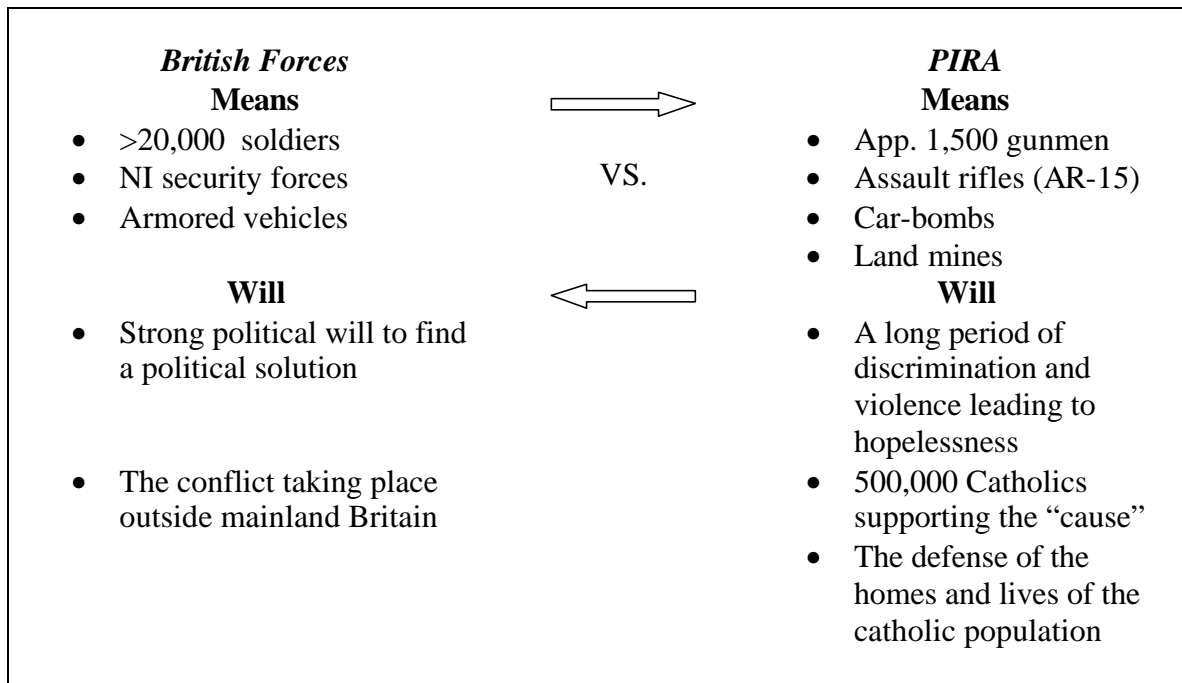 British Forces
Means
• >20,000 soldiers
• NI security forces
• Armored vehicles
Will
• Strong political will to find
a political solution
• The conflict taking place
outside mainland Britain
VS.
PIRA
Means
• App. 1,500 gunmen
• Assault rifles (AR-15)
• Car-bombs
• Land mines
Will
• A long period of
discrimination and
violence leading to
hopelessness
• 500,000 Catholics
supporting the “cause”
• The defense of the
homes and lives of the
catholic population